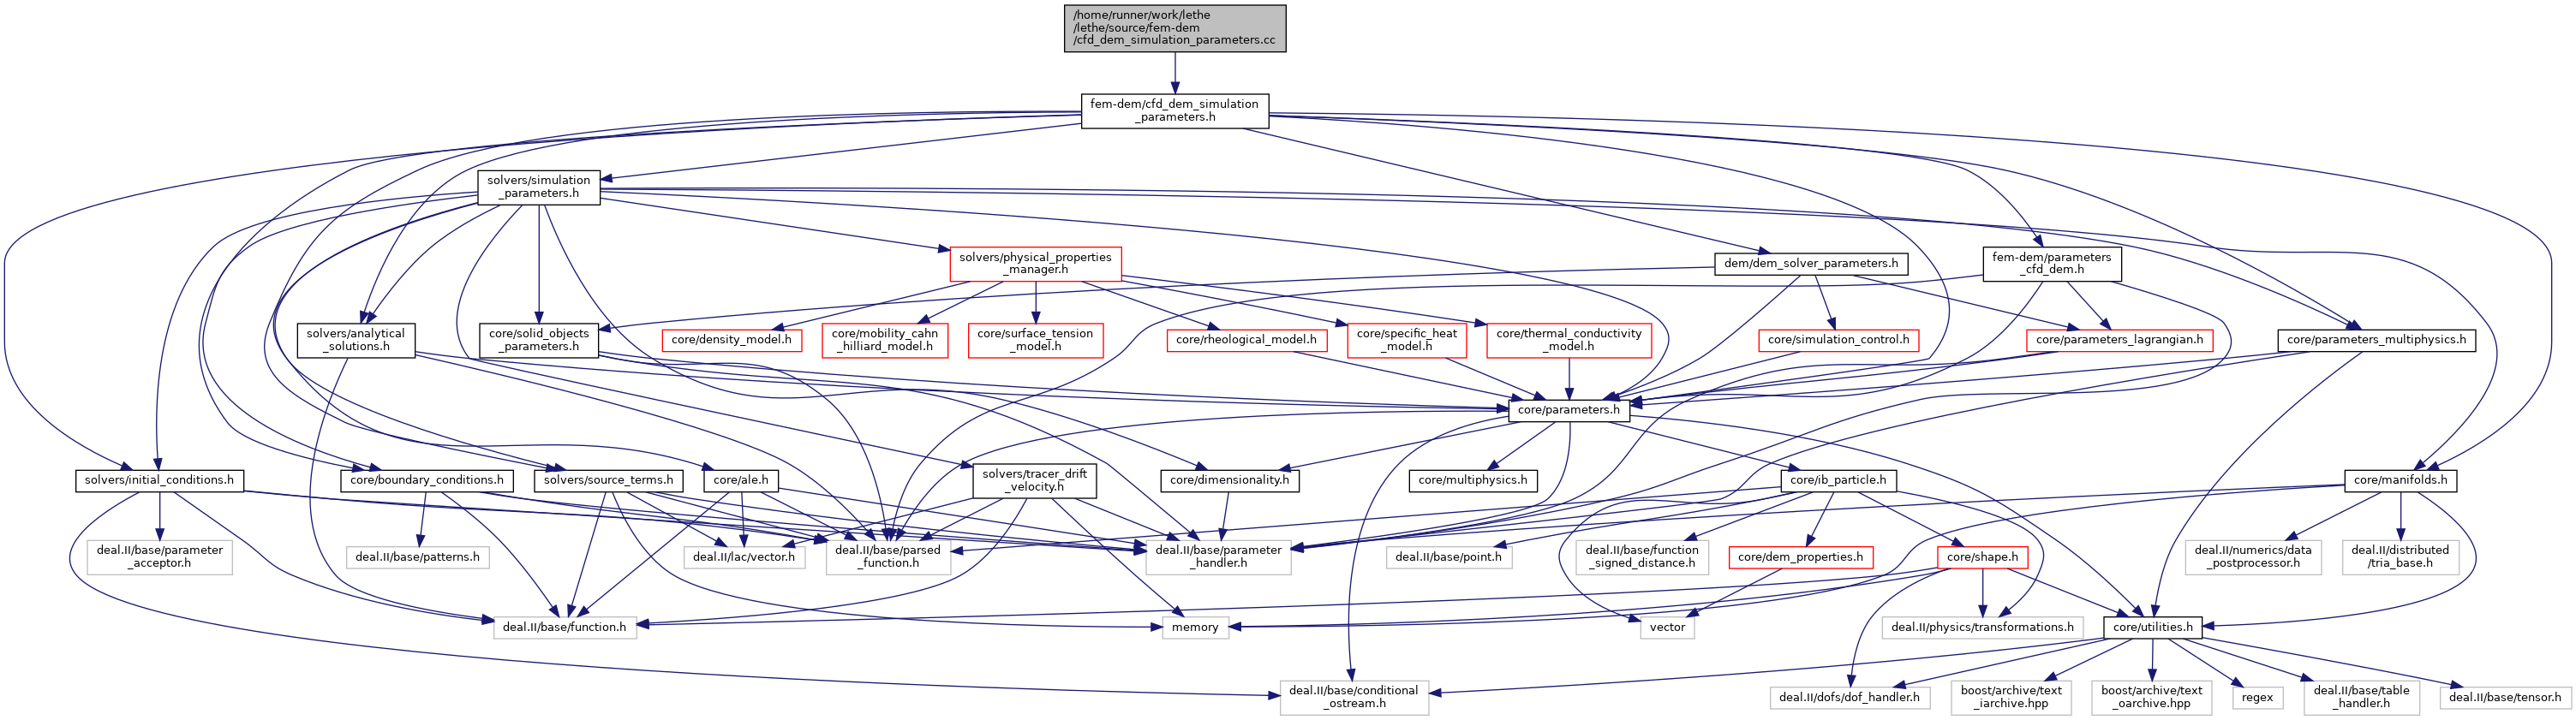 /home/runner/work/lethe
/lethe/source/fem-dem
/cfd_dem_simulation_parameters.cc
fem-dem/cfd_dem_simulation
_parameters.h
solvers/simulation
_parameters.h
solvers/physical_properties
_manager.h
dem/dem_solver_parameters.h
fem-dem/parameters
_cfd_dem.h
solvers/analytical
_solutions.h
core/solid_objects
_parameters.h
core/density_model.h
core/mobility_cahn
_hilliard_model.h
core/surface_tension
_model.h
core/rheological_model.h
core/specific_heat
_model.h
core/thermal_conductivity
_model.h
core/simulation_control.h
core/parameters_lagrangian.h
core/parameters_multiphysics.h
core/parameters.h
solvers/initial_conditions.h
core/boundary_conditions.h
solvers/source_terms.h
core/ale.h
solvers/tracer_drift
_velocity.h
core/dimensionality.h
core/multiphysics.h
core/ib_particle.h
core/manifolds.h
deal.II/base/parameter
_acceptor.h
deal.II/base/patterns.h
deal.II/lac/vector.h
deal.II/base/parsed
_function.h
deal.II/base/parameter
_handler.h
deal.II/base/point.h
deal.II/base/function
_signed_distance.h
core/dem_properties.h
core/shape.h
deal.II/numerics/data
_postprocessor.h
deal.II/distributed
/tria_base.h
deal.II/base/function.h
memory
vector
deal.II/physics/transformations.h
core/utilities.h
deal.II/base/conditional
_ostream.h
deal.II/dofs/dof_handler.h
boost/archive/text
_iarchive.hpp
boost/archive/text
_oarchive.hpp
regex
deal.II/base/table
_handler.h
deal.II/base/tensor.h